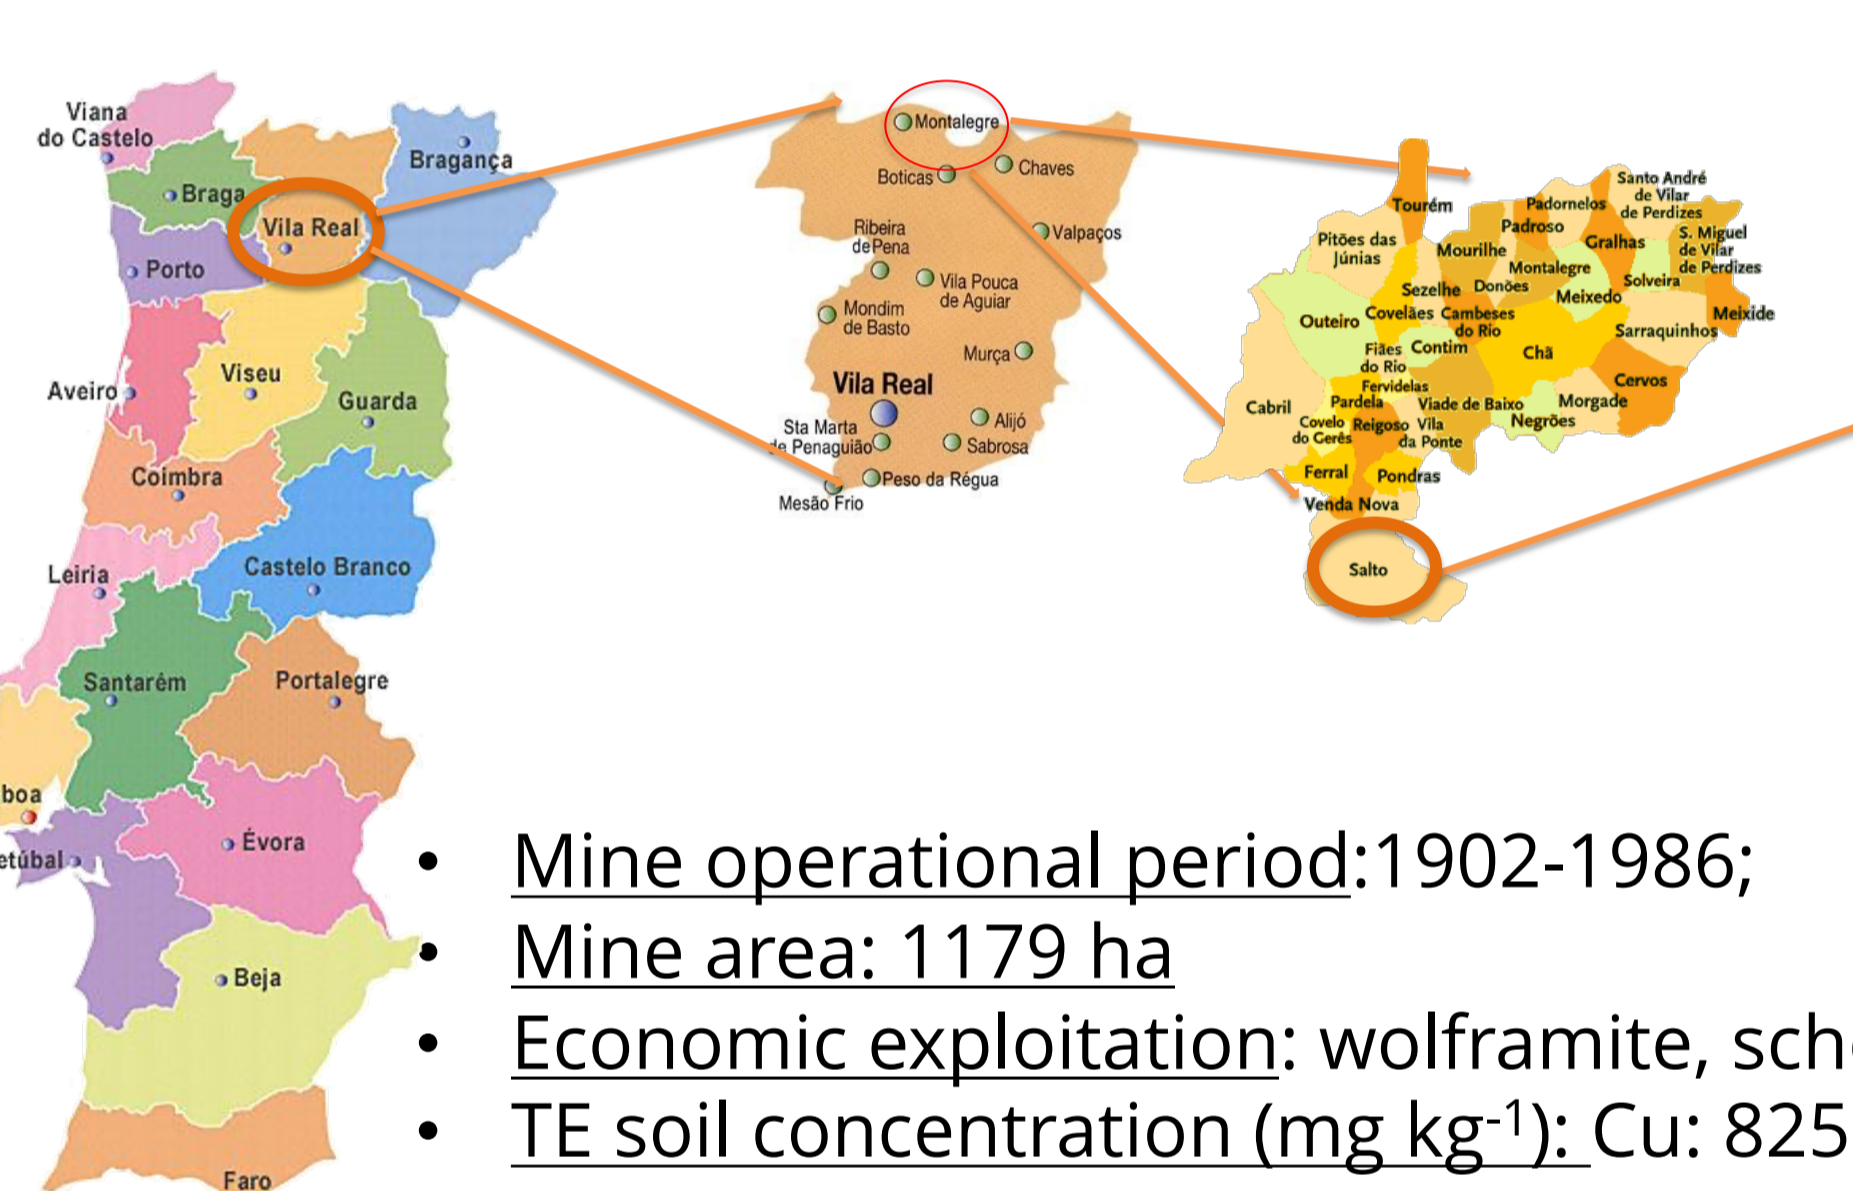 Viana
do Castelo
Braga
Bragança
Vila Real
Porto
Aveiro
Viseu
Guarda
Coimbra
Leiria
Castelo Branco
Santarém
Portalegre
boa
etúbal
Évora
Beja
Faro
Montalegre
Boticas
Chaves
Ribeira
de Pena
Valpaços
Vila Pouca
de Aguiar
Mondim
de Basto
Murça
Vila Real
Sta Marta
de Penaguião
Alijó
Sabrosa
Peso da Régua
Mesão Frio
Tourém
Santo André
de Vilar
de Perdizes
Padornelos
Padroso
Pitões das
Júnias
Mourilhe
Gralhas
S. Miguel
de Vilar
de Perdizes
Montalegre
Solveira
Sezelhe
Donões
Meixedo
Outeiro
Covelães
Cambeses
do Rio
Meixide
Sarraquinhos
Fiães
do Rio
Contim
Chã
Fervidelas
Cervos
Cabril
Pardela
Viade de Baixo
Morgade
Covelo
do Gerês
Reigoso
Vila
da Ponte
Negrões
Ferral
Pondras
Venda Nova
Salto
• Mine operational period:1902-1986;
• Mine area: 1179 ha
• Economic exploitation: wolframite,
• TE soil concentration (mg kg-1): Cu: 825